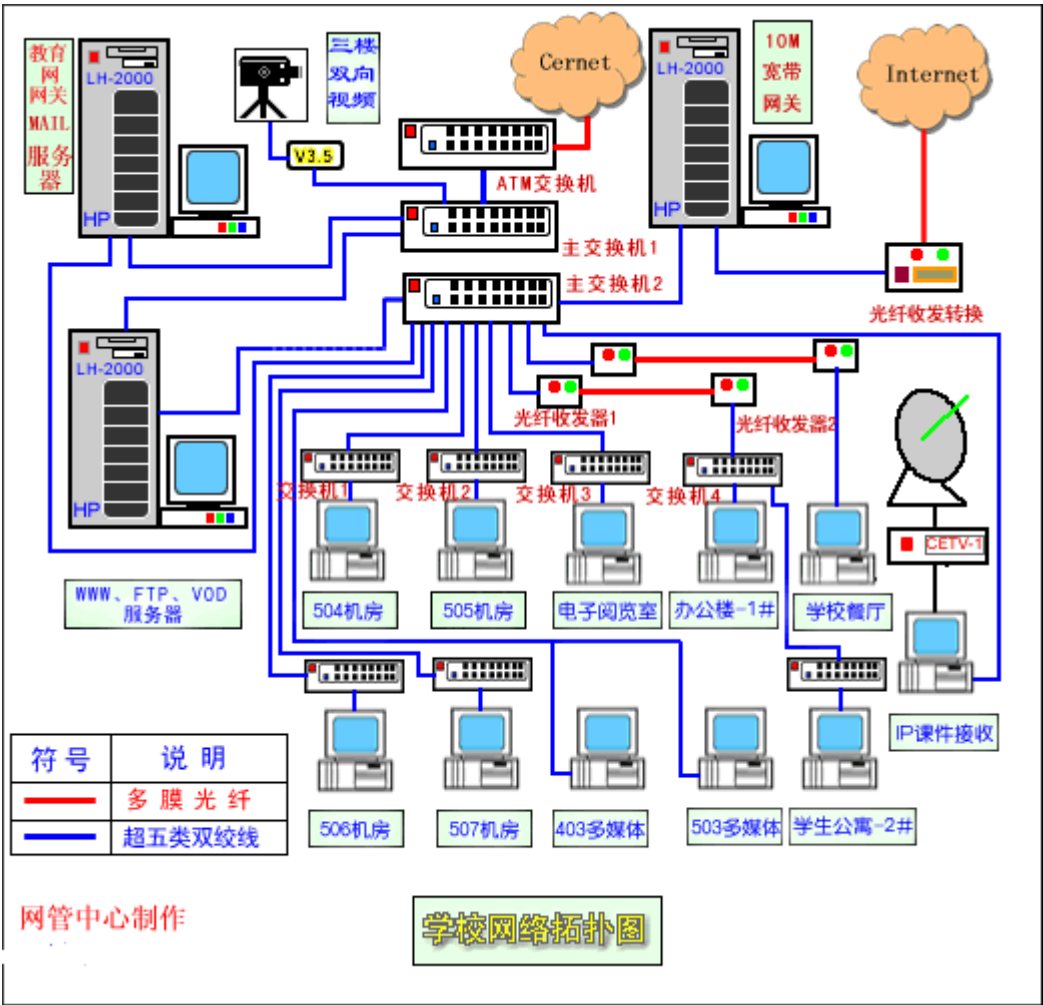 教育
网
网关
MAIL
服务
器
LH-2000
HP
三楼
双向
视频
V3.5
Cernet
ATM交换机
主交换机1
主交换机2
LH-2000
HP
10M
宽带
网关
Internet
光纤收发转换
LH-2000
HP
WWW、FTP、VOD
服务器
光纤收发器1
光纤收发器2
交换机1
交换机2
交换机3
交换机4
CETV-1
504机房
505机房
电子阅览室
办公楼-1#
学校餐厅
IP课件接收
506机房
507机房
403多媒体
503多媒体
学生公寓-2#
符号 说明
多膜光纤
超五类双绞线
网管中心制作
学校网络拓扑图